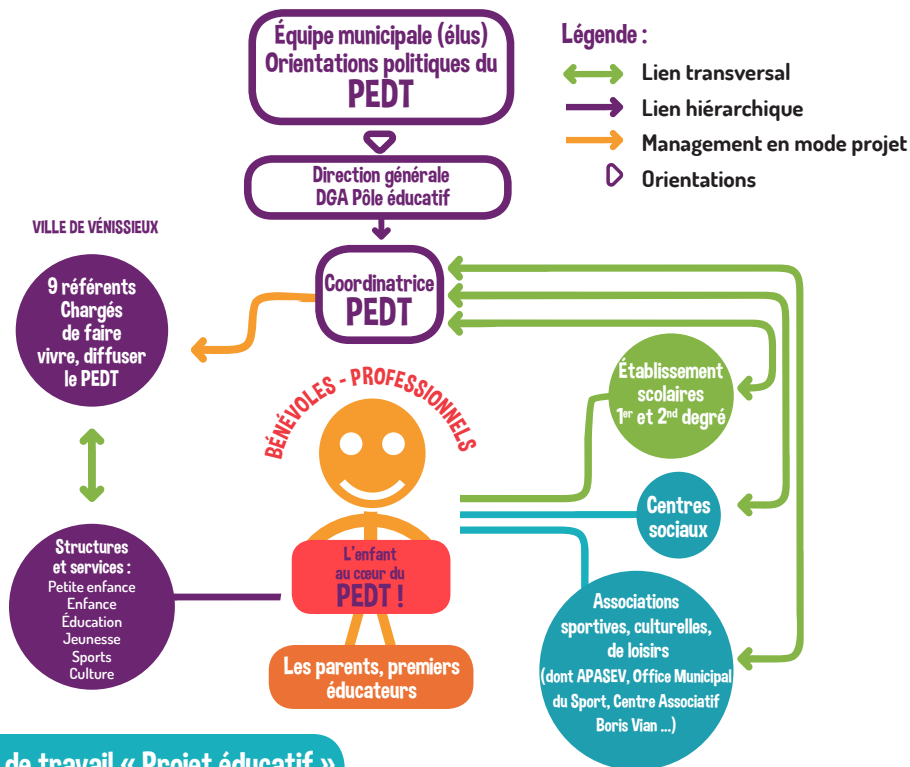 Équipe municipale (élus)
Orientations politiques du
PEDT
Légende :
Lien transversal
Lien hiérarchique
Management en mode projet
Orientations
Direction générale
DGA Pôle éducatif
VILLE DE VÉNISSIEUX
9 référents
Chargés
de faire
vivre, diffuser
le PEDT
Coordinatrice
PEDT
BÉNÉVOLES - PROFESSIONNELS
Établissement
scolaires
1er et 2nd degré
Centres
sociaux
Structures
et services :
Petite enfance
Enfance
Éducation
Jeunesse
Sports
Culture
L'enfant
au cœur du
PEDT !
Les parents, premiers
éducateurs
Associations
sportives, culturelles,
de loisirs
(dont APASEV, Office Municipal
du Sport, Centre Associatif
Boris Vian ...)
de travail « Projet éducatif »